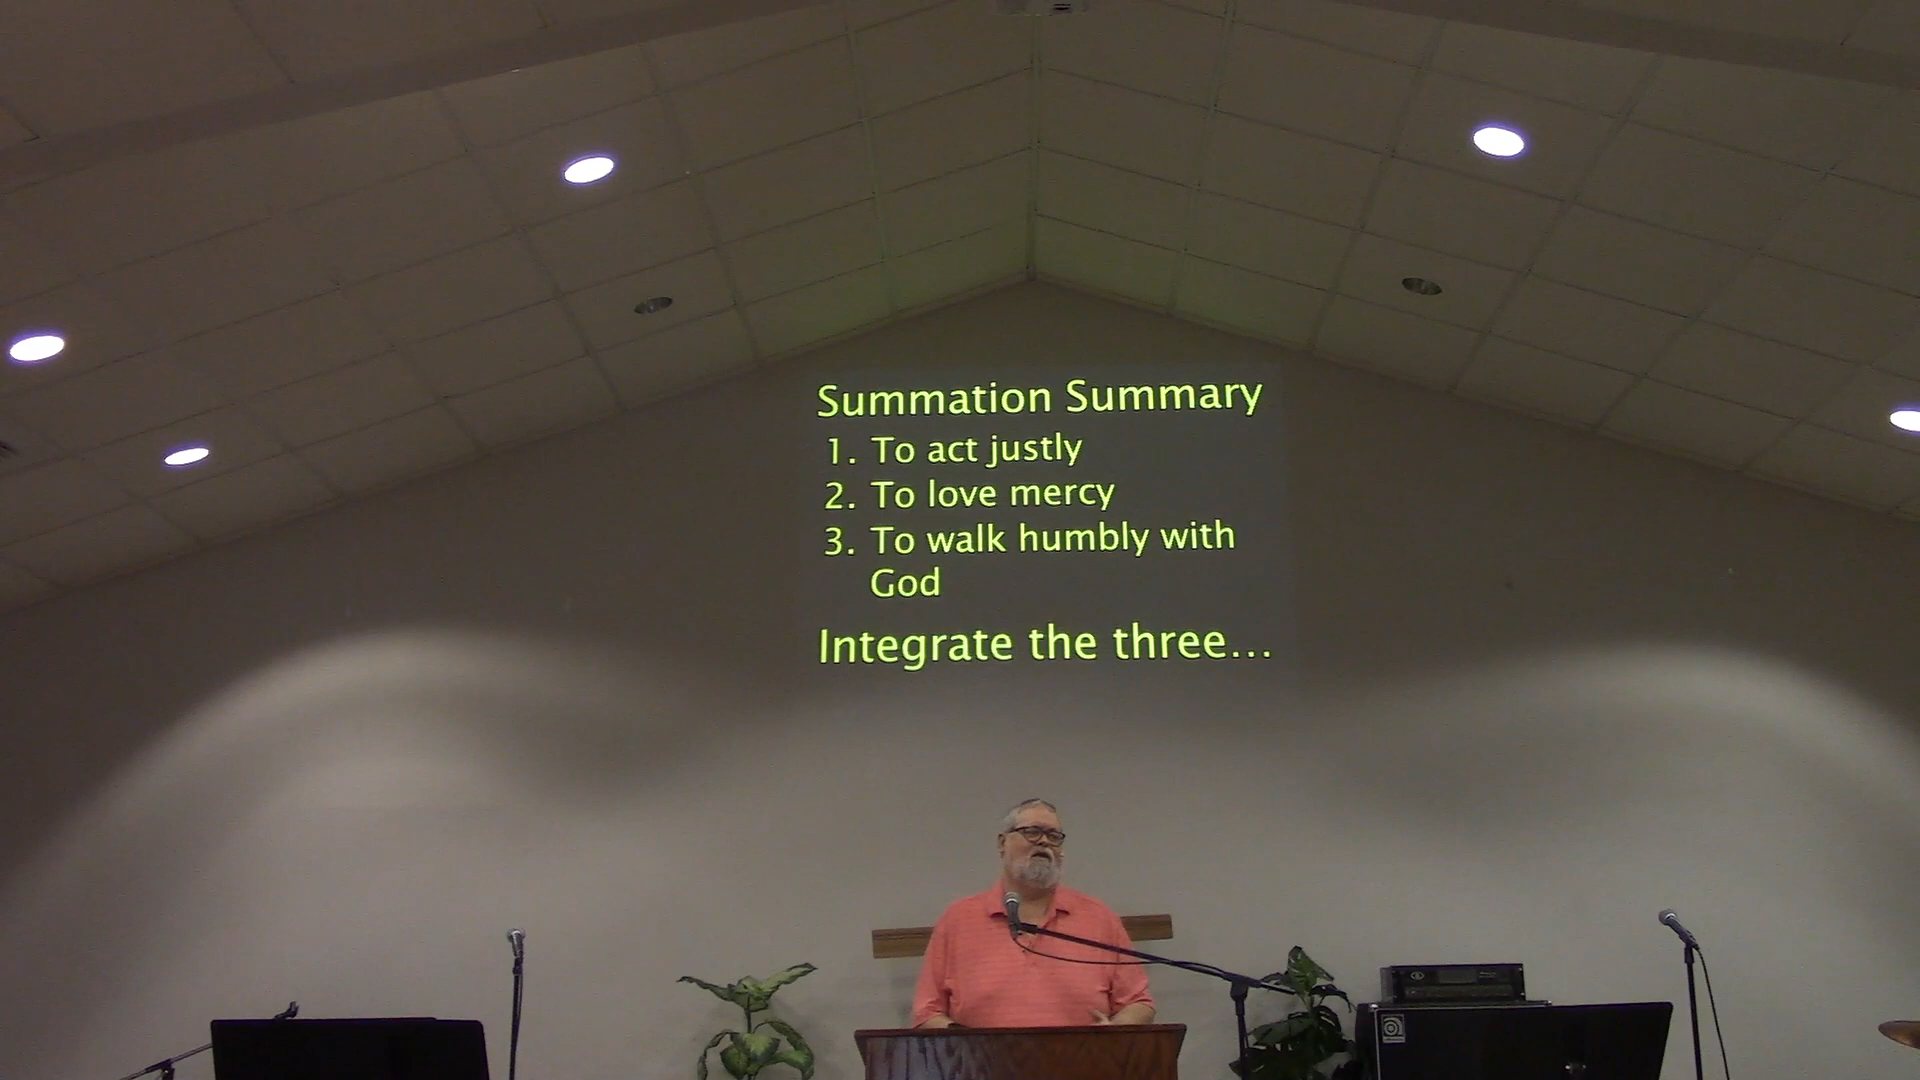 Summation Summary
1. To act justly
2. To love mercy
3. To walk humbly with
God
Integrate the three...